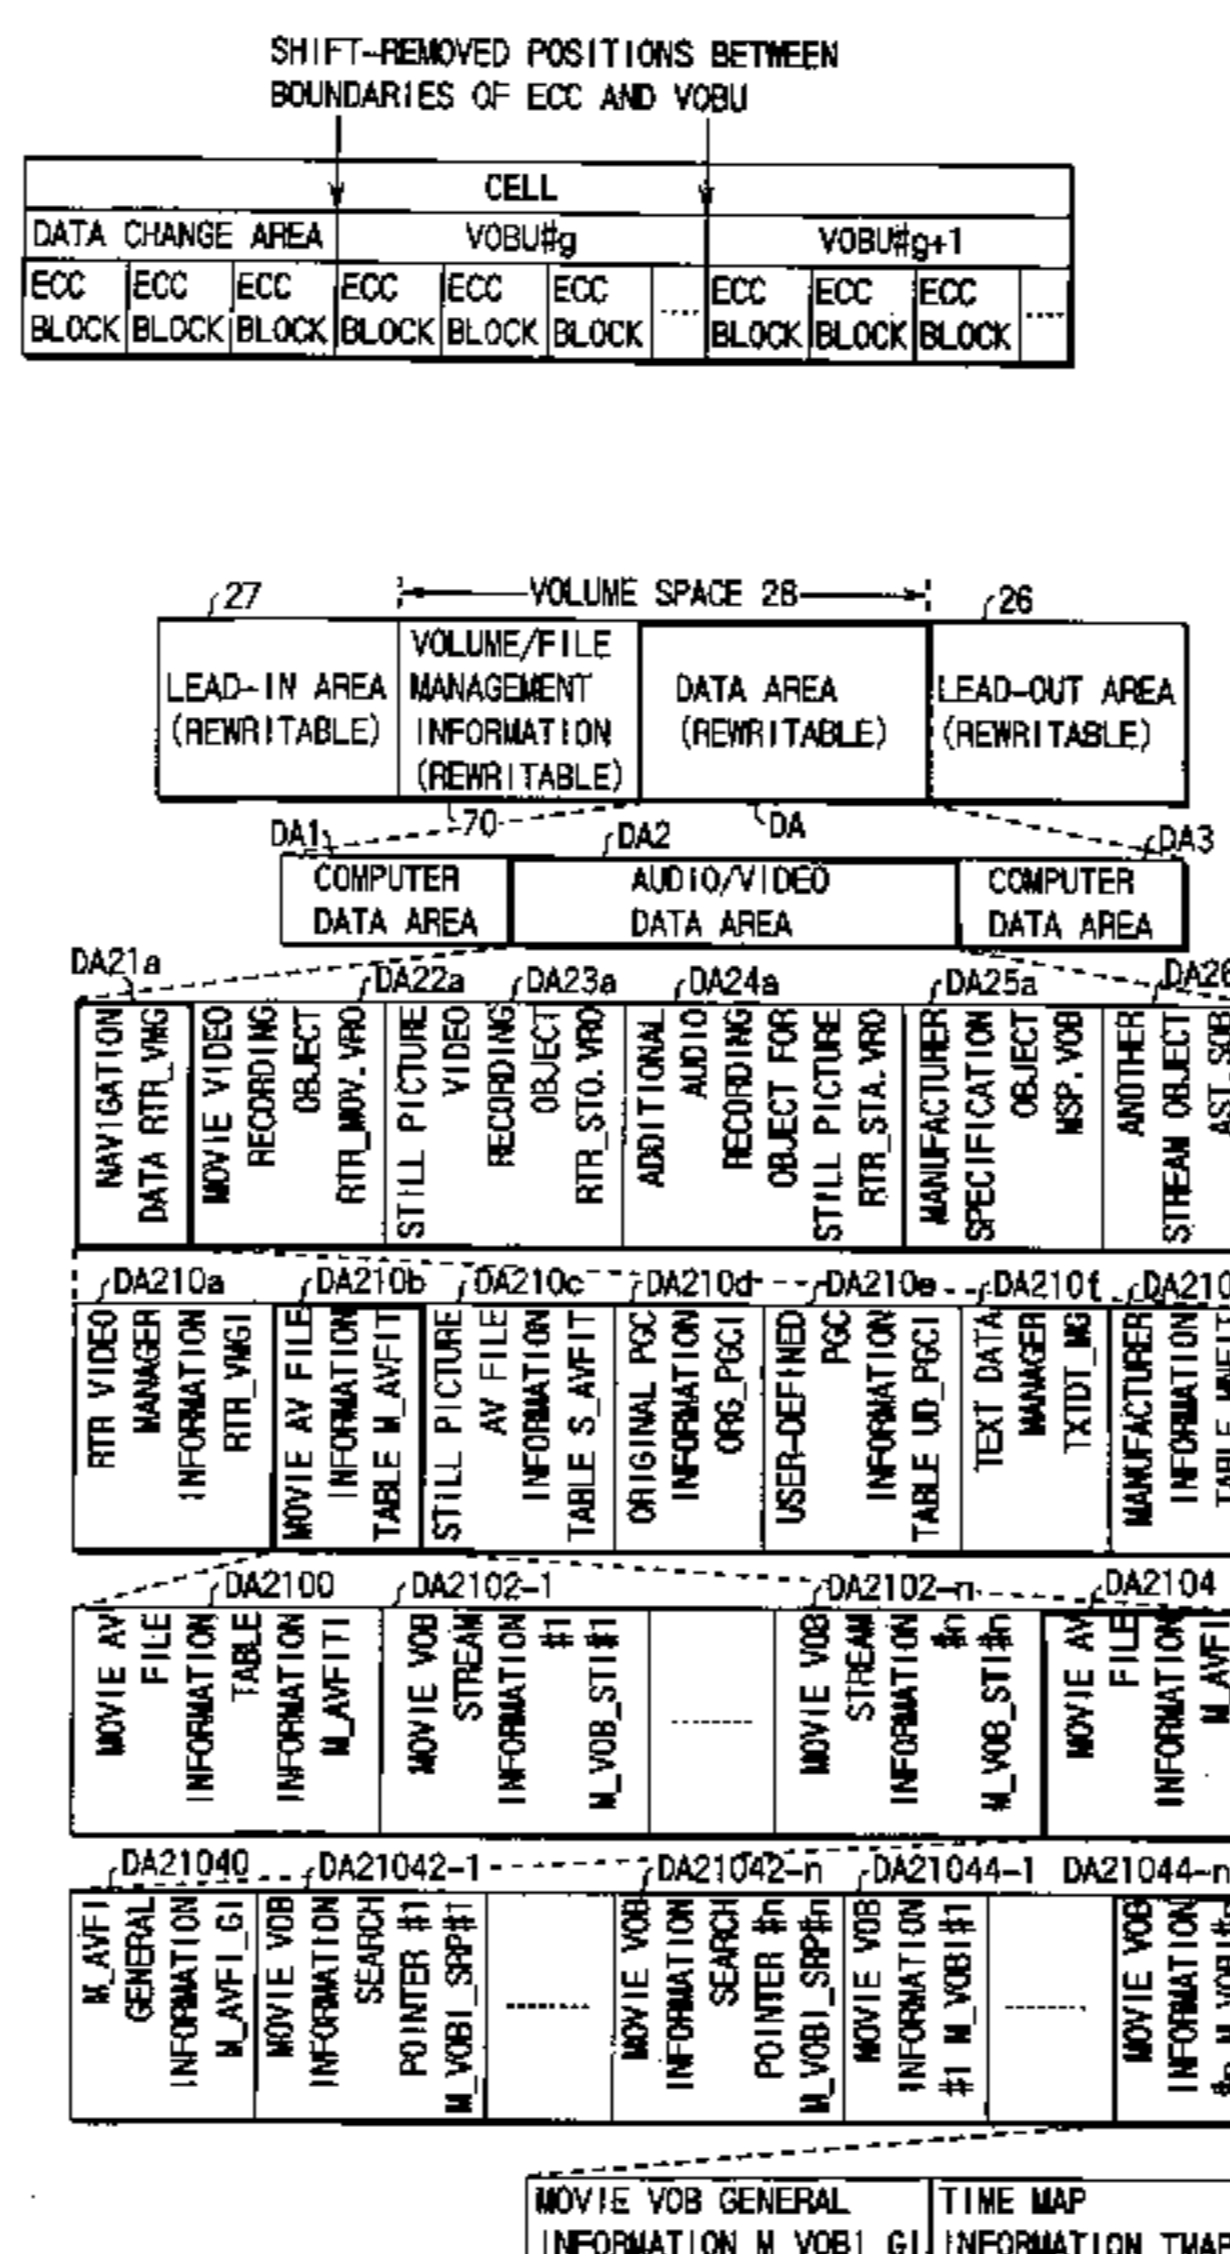 SHIFT-REMOVED POSITIONS BETWEEN
BOUNDARIES OF ECC AND VOBU
CELL
DATA CHANGE AREA
VOBU#g
VOBU#g+1
ECC BLOCK
ECC BLOCK
ECC BLOCK
ECC BLOCK
ECC BLOCK
ECC BLOCK
ECC BLOCK
ECC BLOCK
ECC BLOCK
27
VOLUME SPACE 28
26
LEAD-IN AREA
(REWRITABLE)
VOLUME/FILE
MANAGEMENT
INFORMATION
(REWRITABLE)
DATA AREA
(REWRITABLE)
LEAD-OUT AREA
(REWRITABLE)
70
DA
DA1
DA2
DA3
COMPUTER
DATA AREA
AUDIO/VIDEO
DATA AREA
COMPUTER
DATA AREA
DA21a
DA22a
DA23a
DA24a
DA25a
DA26
NAVIGATION
DATA RTR_VMG
MOVIE VIDEO
RECORDING
OBJECT
RTR_MOV.VRO
STILL PICTURE
VIDEO
RECORDING
OBJECT
RTR_STO.VRO
ADDITIONAL
AUDIO
RECORDING
OBJECT FOR
STILL PICTURE
RTR_STA.VRO
MANUFACTURER
SPECIFICATION
OBJECT
MSP.VOB
ANOTHER
STREAM OBJECT
AST.SOB
DA210a
DA210b
DA210c
DA210d
DA210e
DA210f
DA210
RTR VIDEO
MANAGER
INFORMATION
RTR_VMGI
MOVIE AV FILE
INFORMATION
TABLE M_AVFIT
STILL PICTURE
AV FILE
INFORMATION
TABLE S_AVFIT
ORIGINAL PGC
INFORMATION
ORG_PGCI
USER-DEFINED
PGC
INFORMATION
TABLE UD_PGCI
TEXT DATA
MANAGER
TXTDT_MG
MANUFACTURER
INFORMATION
TABLE
DA2100
DA2102-1
DA2102-n
DA2104
MOVIE AV
FILE
INFORMATION
TABLE
INFORMATION
M_AVFITI
MOVIE VOB
STREAM
INFORMATION
#1
M_VOB_STI#1
MOVIE VOB
STREAM
INFORMATION
#n
M_VOB_STI#n
MOVIE AV
FILE
INFORMATION
M_AVFI
DA21040
DA21042-1
DA21042-n
DA21044-1
DA21044-n
M_AVFI
GENERAL
INFORMATION
M_AVFI_GI
MOVIE VOB
INFORMATION
SEARCH
POINTER #1
M_VOBI_SRP#1
MOVIE VOB
INFORMATION
SEARCH
POINTER #n
M_VOBI_SRP#n
MOVIE VOB
INFORMATION
#1 M_VOBI#1
MOVIE VOB
INFORMATION
#n M_VOBI#n
MOVIE VOB GENERAL
INFORMATION M_VOBI_GI
TIME MAP
INFORMATION TMAP